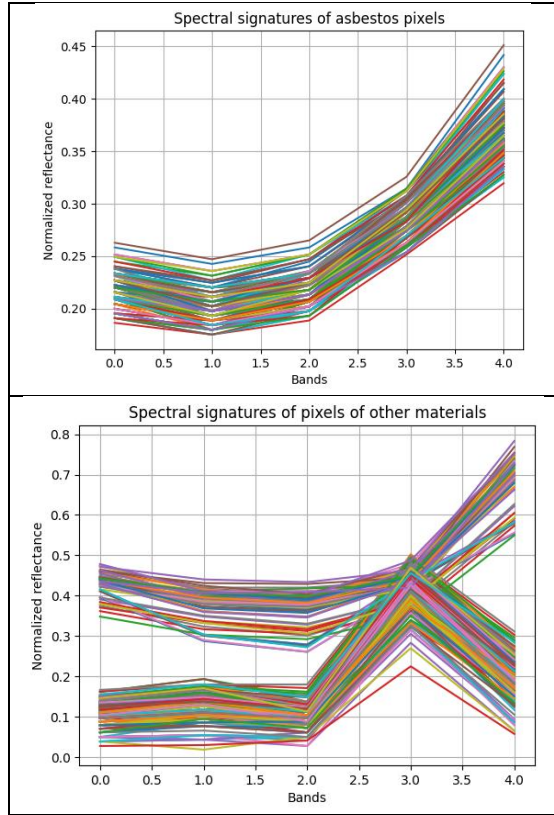 Spectral signatures of asbestos pixels
0.45
0.40
0.35
0.30
0.25
0.20
Normalized reflectance
0.0 0.5 1.0 1.5 2.0 2.5 3.0 3.5 4.0
Bands
Spectral signatures of pixels of other materials
0.8
0.7
0.6
0.5
0.4
0.3
0.2
0.1
0.0
Normalized reflectance
0.0 0.5 1.0 1.5 2.0 2.5 3.0 3.5 4.0
Bands